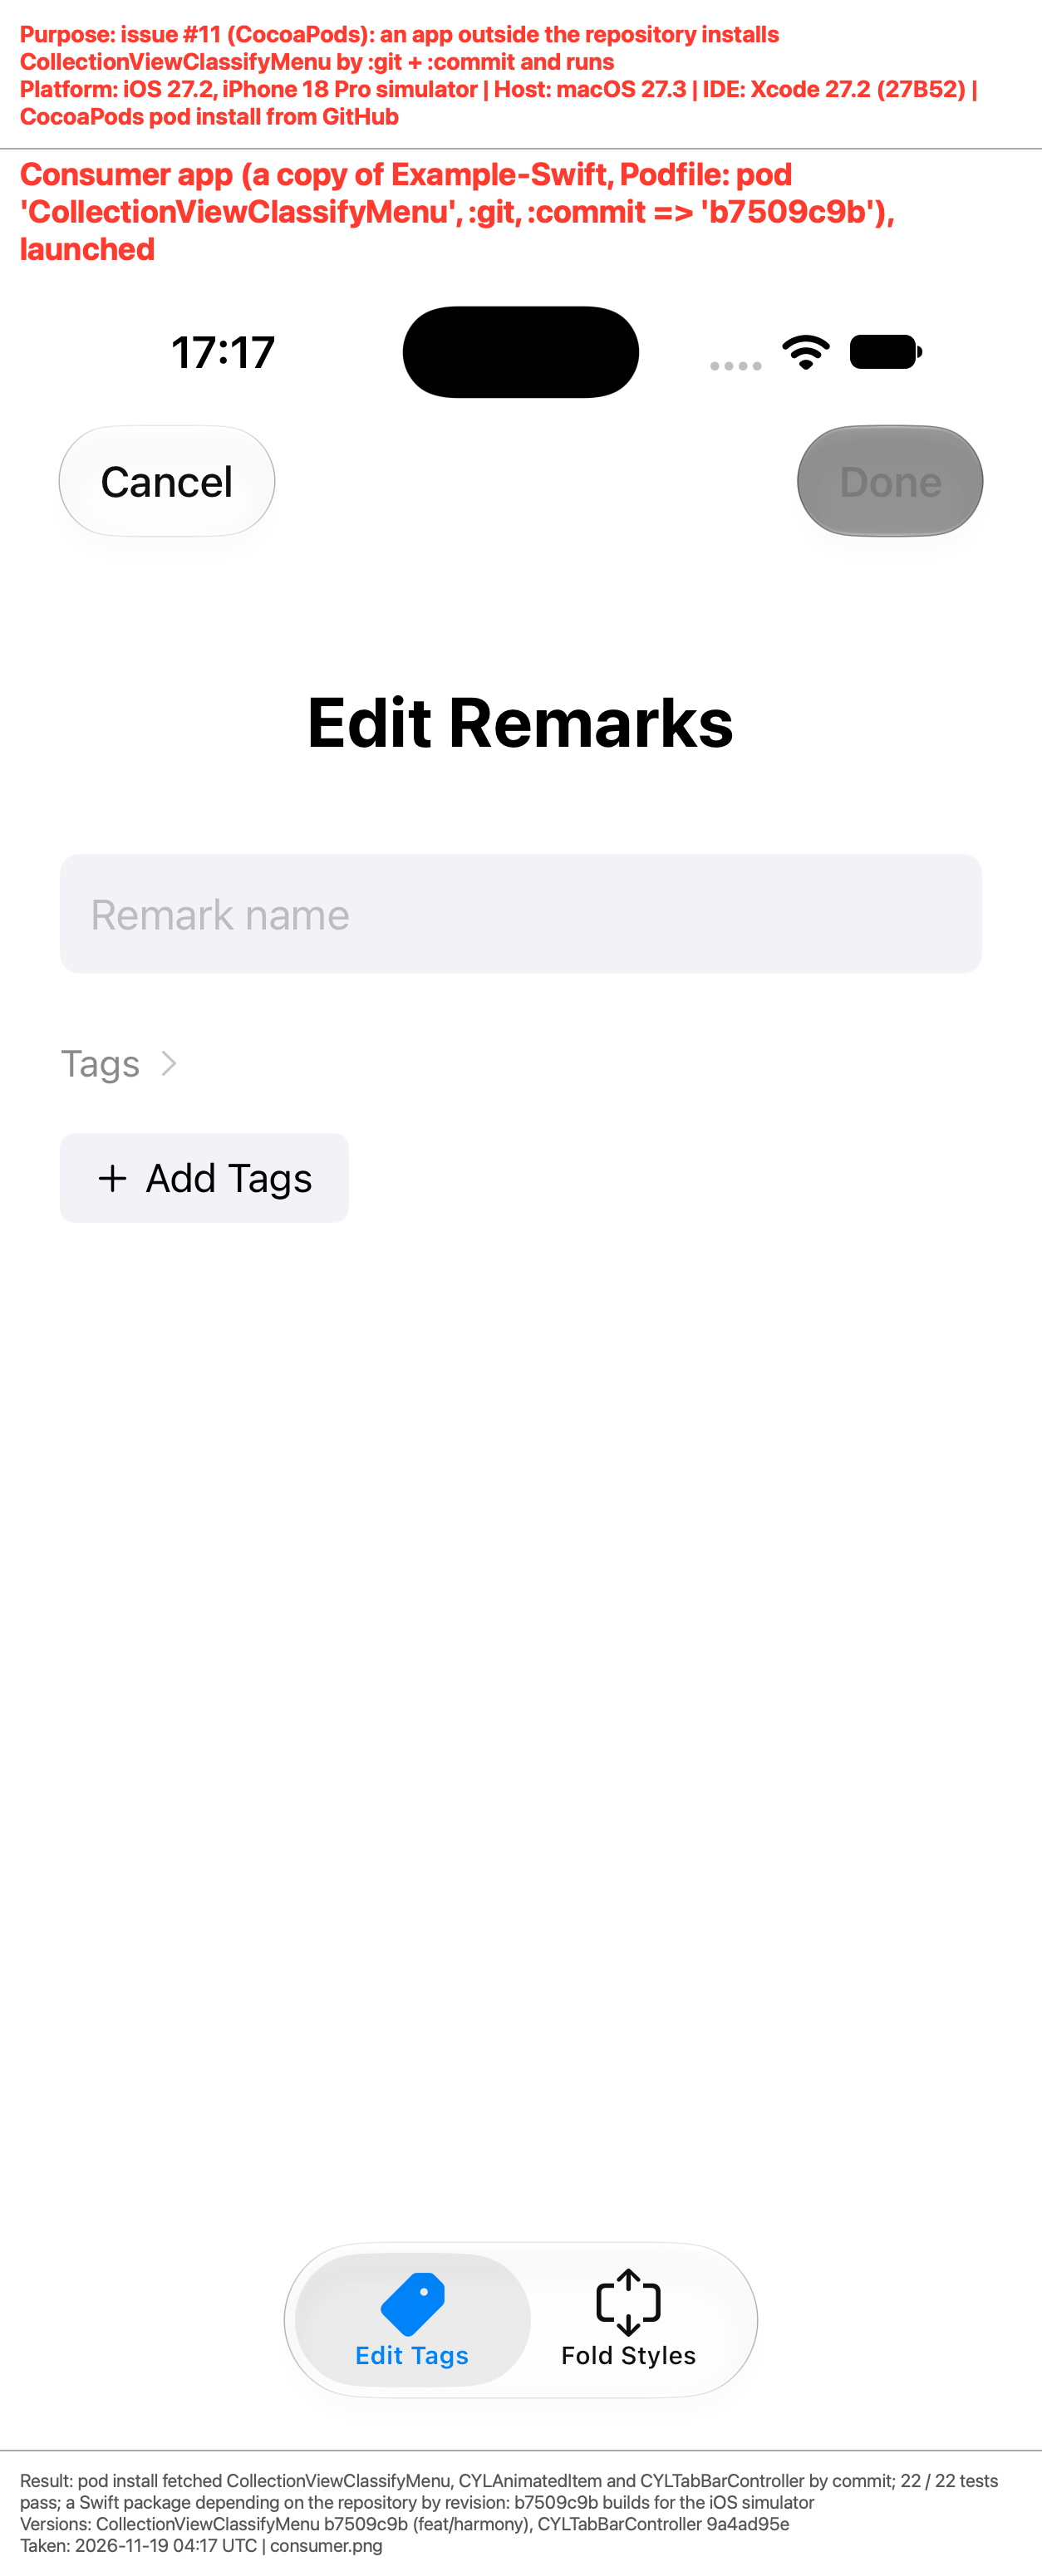 Purpose: issue #11 (CocoaPods): an app outside the repository installs
CollectionViewClassifyMenu by :git + :commit and runs
Platform: iOS 27.2, iPhone 18 Pro simulator | Host: macOS 27.3 | IDE: Xcode 27.2 (27B52) |
CocoaPods pod install from GitHub
Consumer app (a copy of Example-Swift, Podfile: pod
'CollectionViewClassifyMenu', :git, :commit => 'b7509c9b'),
launched
17:17
Cancel
Done
Edit Remarks
Remark name
Tags
+ Add Tags
Edit Tags
Fold Styles
Result: pod install fetched CollectionViewClassifyMenu, CYLAnimatedItem and CYLTabBarController by commit; 22 / 22 tests
pass; a Swift package depending on the repository by revision: b7509c9b builds for the iOS simulator
Versions: CollectionViewClassifyMenu b7509c9b (feat/harmony), CYLTabBarController 9a4ad95e
Taken: 2026-11-19 04:17 UTC | consumer.png